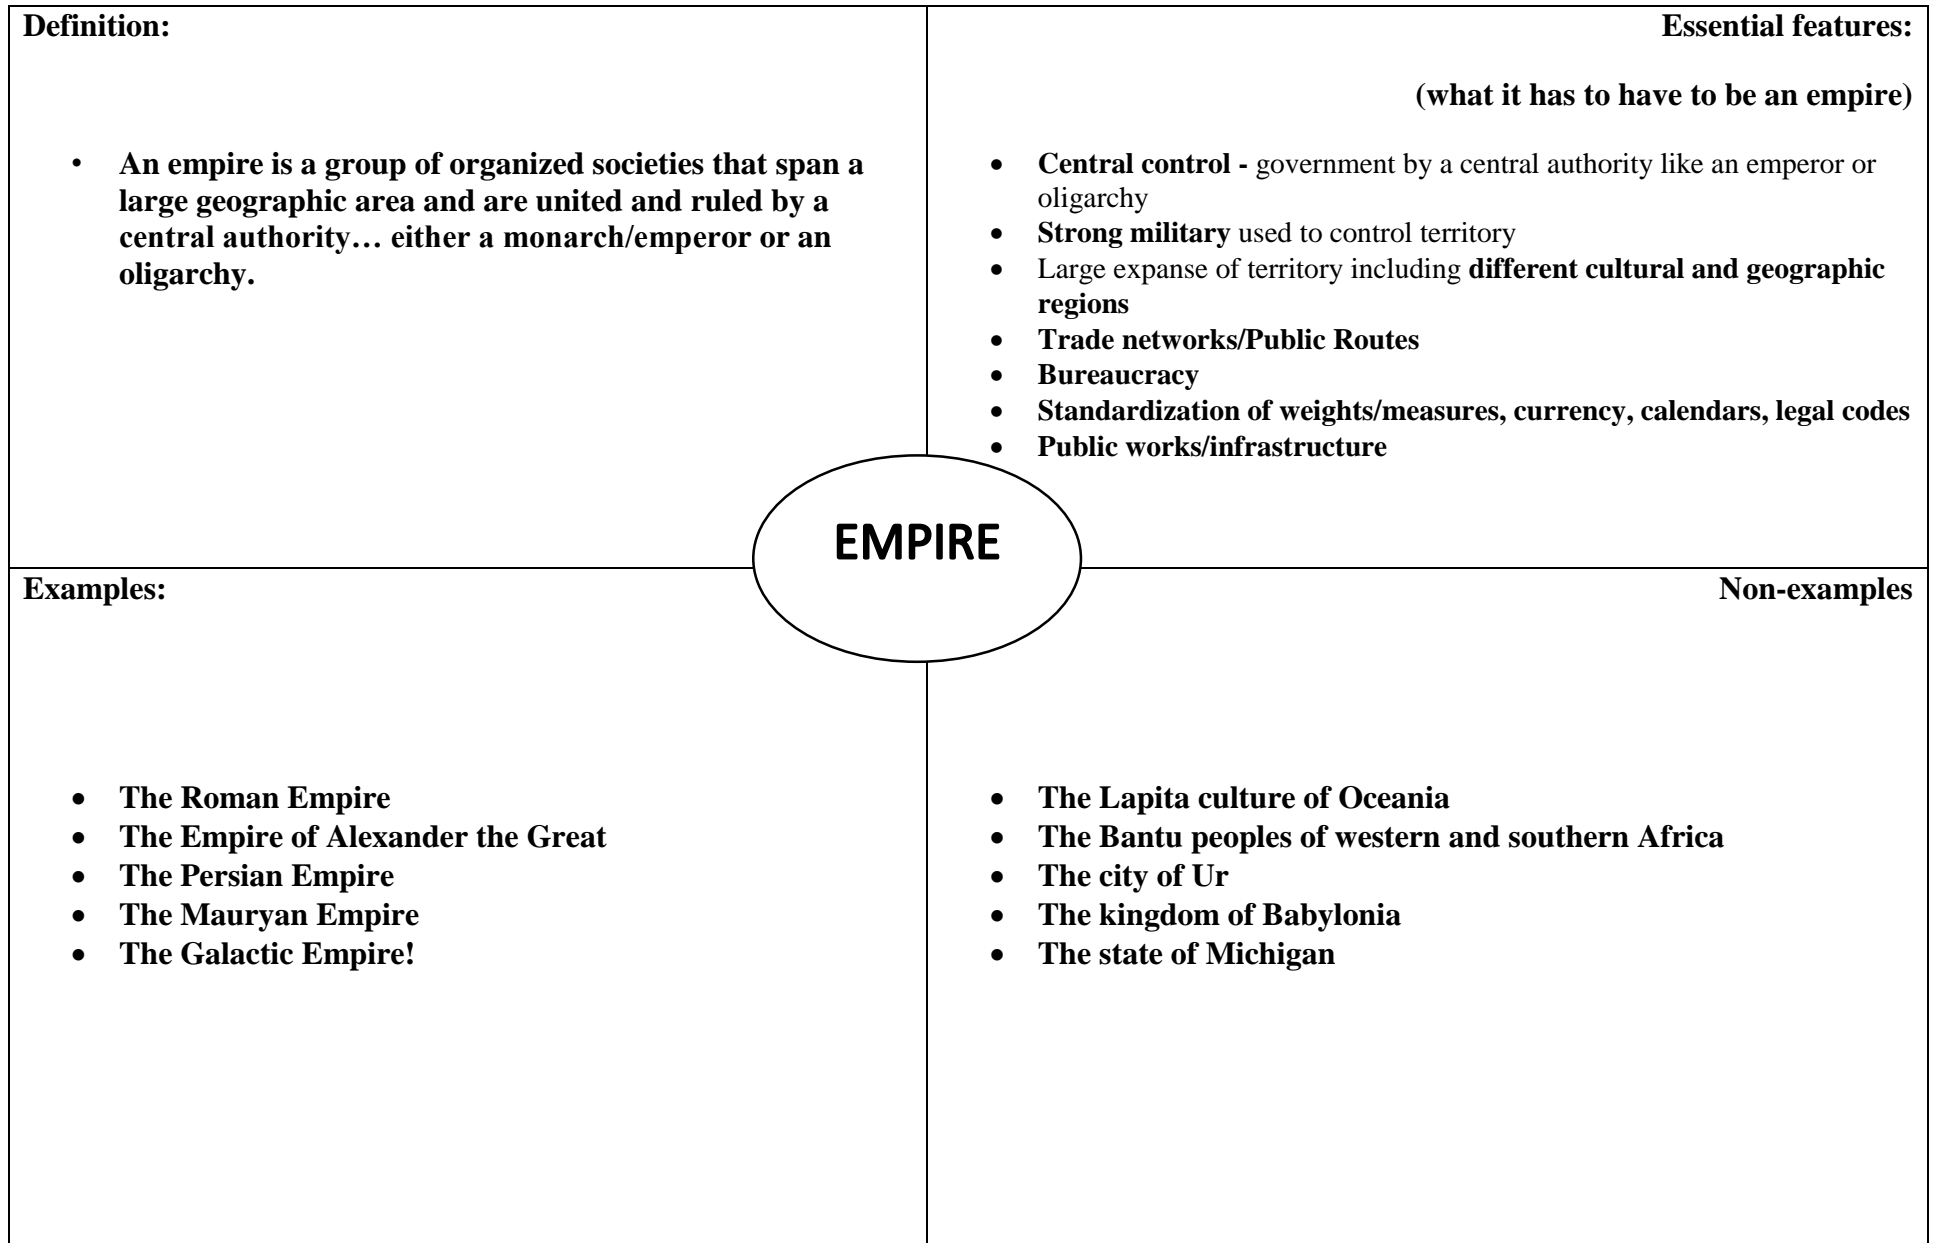 Definition:
• An empire is a group of organized societies that span a
large geographic area and are united and ruled by a
central authority… either a monarch/emperor or an
oligarchy.
Essential features:
(what it has to have to be an empire)
• Central control - government by a central authority like an emperor or
oligarchy
• Strong military used to control territory
• Large expanse of territory including different cultural and geographic
regions
• Trade networks/Public Routes
• Bureaucracy
• Standardization of weights/measures, currency, calendars, legal codes
• Public works/infrastructure
EMPIRE
Examples:
• The Roman Empire
• The Empire of Alexander the Great
• The Persian Empire
• The Mauryan Empire
• The Galactic Empire!
Non-examples
• The Lapita culture of Oceania
• The Bantu peoples of western and southern Africa
• The city of Ur
• The kingdom of Babylonia
• The state of Michigan